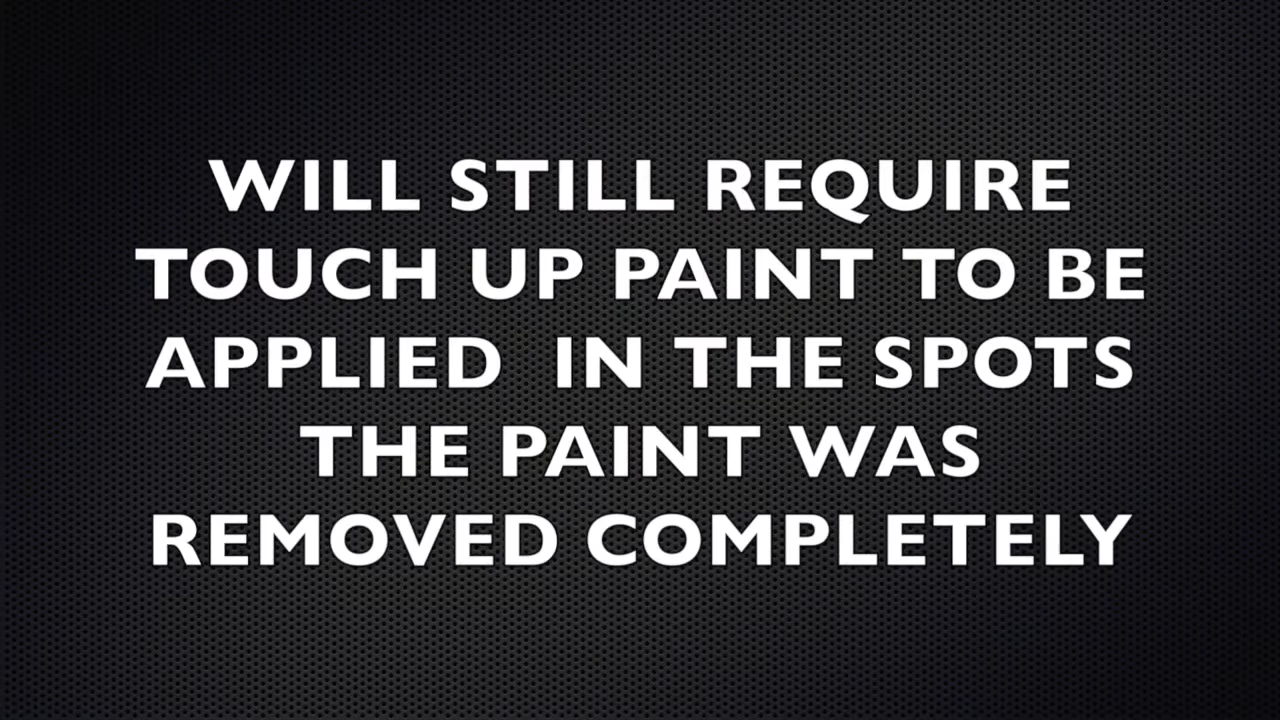 WILL STILL REQUIRE
TOUCH UP PAINT TO BE
APPLIED  IN THE SPOTS
THE PAINT WAS
REMOVED COMPLETELY